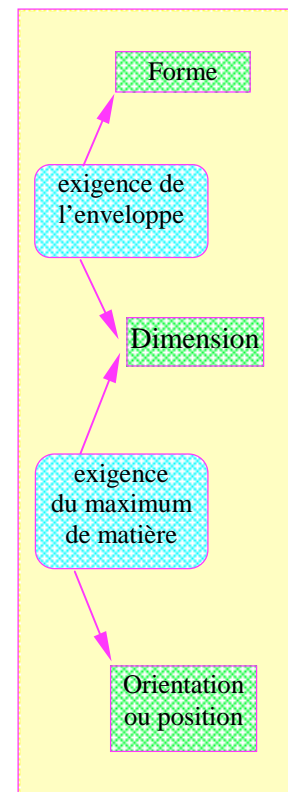 Forme
exigence de
l’enveloppe
Dimension
exigence
du maximum
de matière
Orientation
ou position